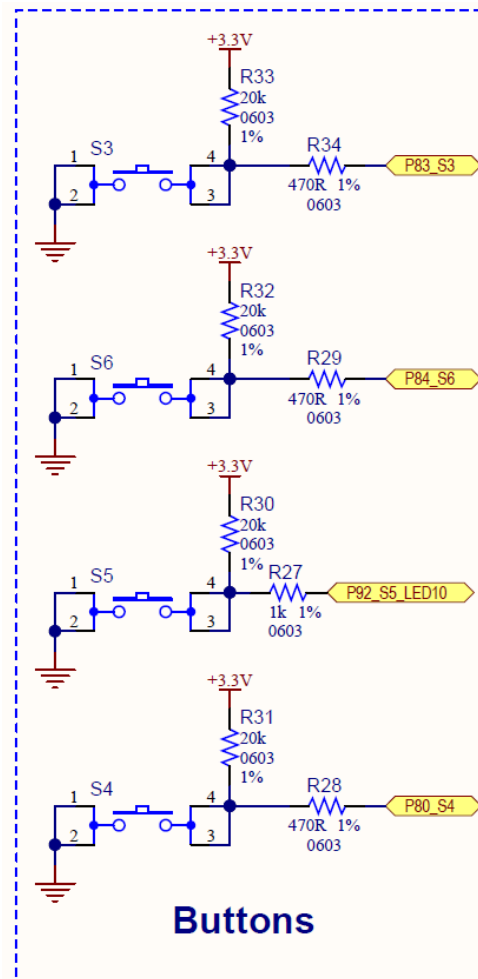 +3.3V
R33
20k
0603
1%
S3
1
2
4
3
R34
470R 1%
0603
P83_S3
+3.3V
R32
20k
0603
1%
S6
1
2
4
3
R29
470R 1%
0603
P84_S6
+3.3V
R30
20k
0603
1%
S5
1
2
4
3
R27
1k 1%
0603
P92_S5_LED10
+3.3V
R31
20k
0603
1%
S4
1
2
4
3
R28
470R 1%
0603
P80_S4
Buttons